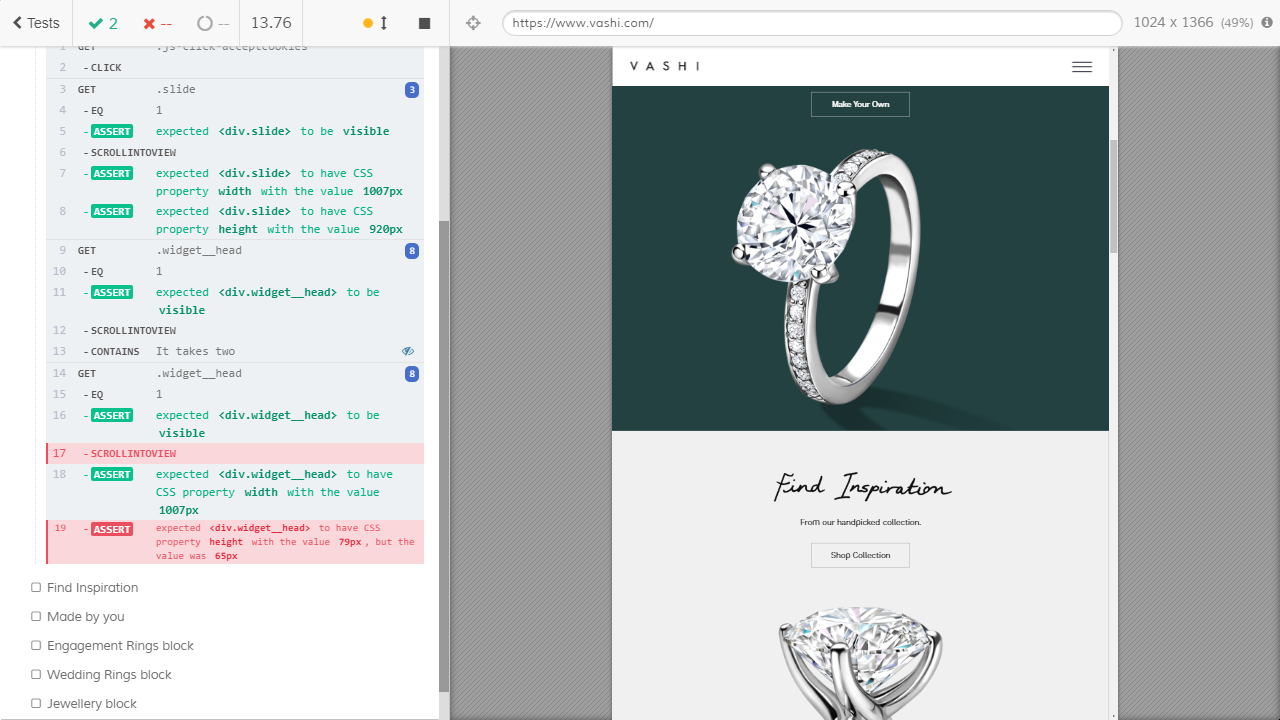 Tests
2
--
--
13.76
https://www.vashi.com/
1024 x 1366 (49%)
1 GET .js-click-acceptCookies
2 -CLICK
3 GET .slide 3
4 -EQ 1
5 -ASSERT expected <div.slide> to be visible
6 -SCROLLINTOVIEW
7 -ASSERT expected <div.slide> to have CSS
property width with the value 1007px
8 -ASSERT expected <div.slide> to have CSS
property height with the value 920px
9 GET .widget__head 8
10 -EQ 1
11 -ASSERT expected <div.widget__head> to be
visible
12 -SCROLLINTOVIEW
13 -CONTAINS It takes two
14 GET .widget__head 8
15 -EQ 1
16 -ASSERT expected <div.widget__head> to be
visible
17 -SCROLLINTOVIEW
18 -ASSERT expected <div.widget__head> to have
CSS property width with the value
1007px
19 -ASSERT expected <div.widget__head> to have CSS
property height with the value 79px , but the
value was 65px
Find Inspiration
Made by you
Engagement Rings block
Wedding Rings block
Jewellery block
VASHI
Make Your Own
Find Inspiration
From our handpicked collection.
Shop Collection